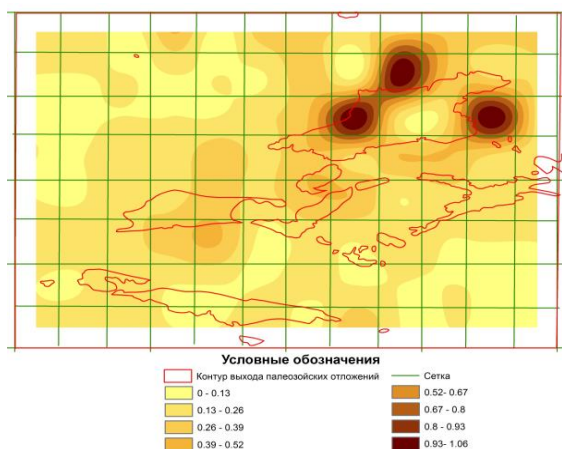 Условные обозначения
Контур выхода палеозойских отложений
Сетка
0 - 0.13
0.13 - 0.26
0.26 - 0.39
0.39 - 0.52
0.52- 0.67
0.67 - 0.8
0.8 - 0.93
0.93- 1.06